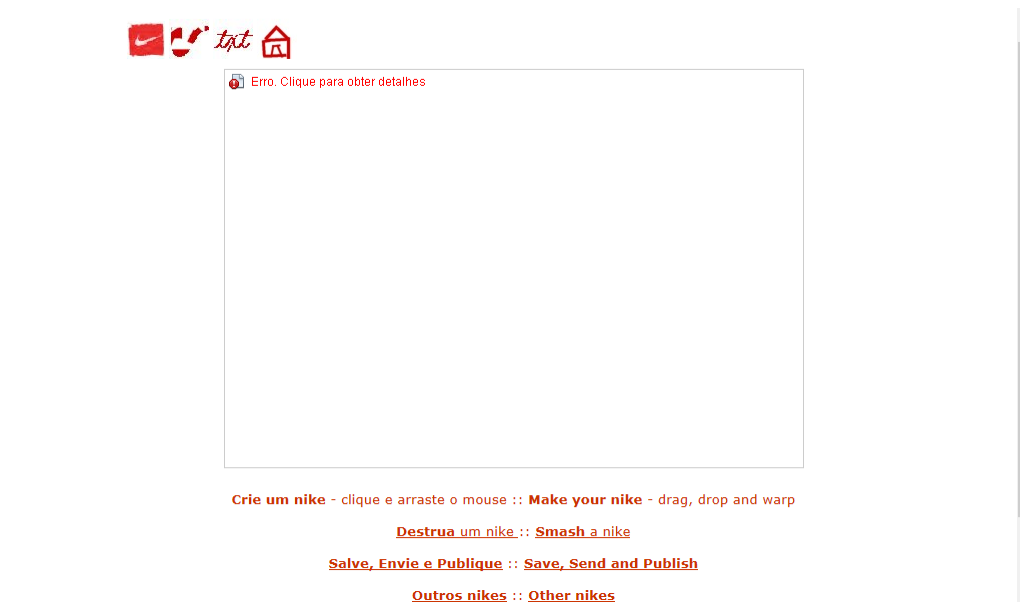 txt
Erro. Clique para obter detalhes
Crie um nike - clique e arraste o mouse :: Make your nike - drag, drop and warp
Destrua um nike :: Smash a nike
Salve, Envie e Publique :: Save, Send and Publish
Outros nikes :: Other nikes